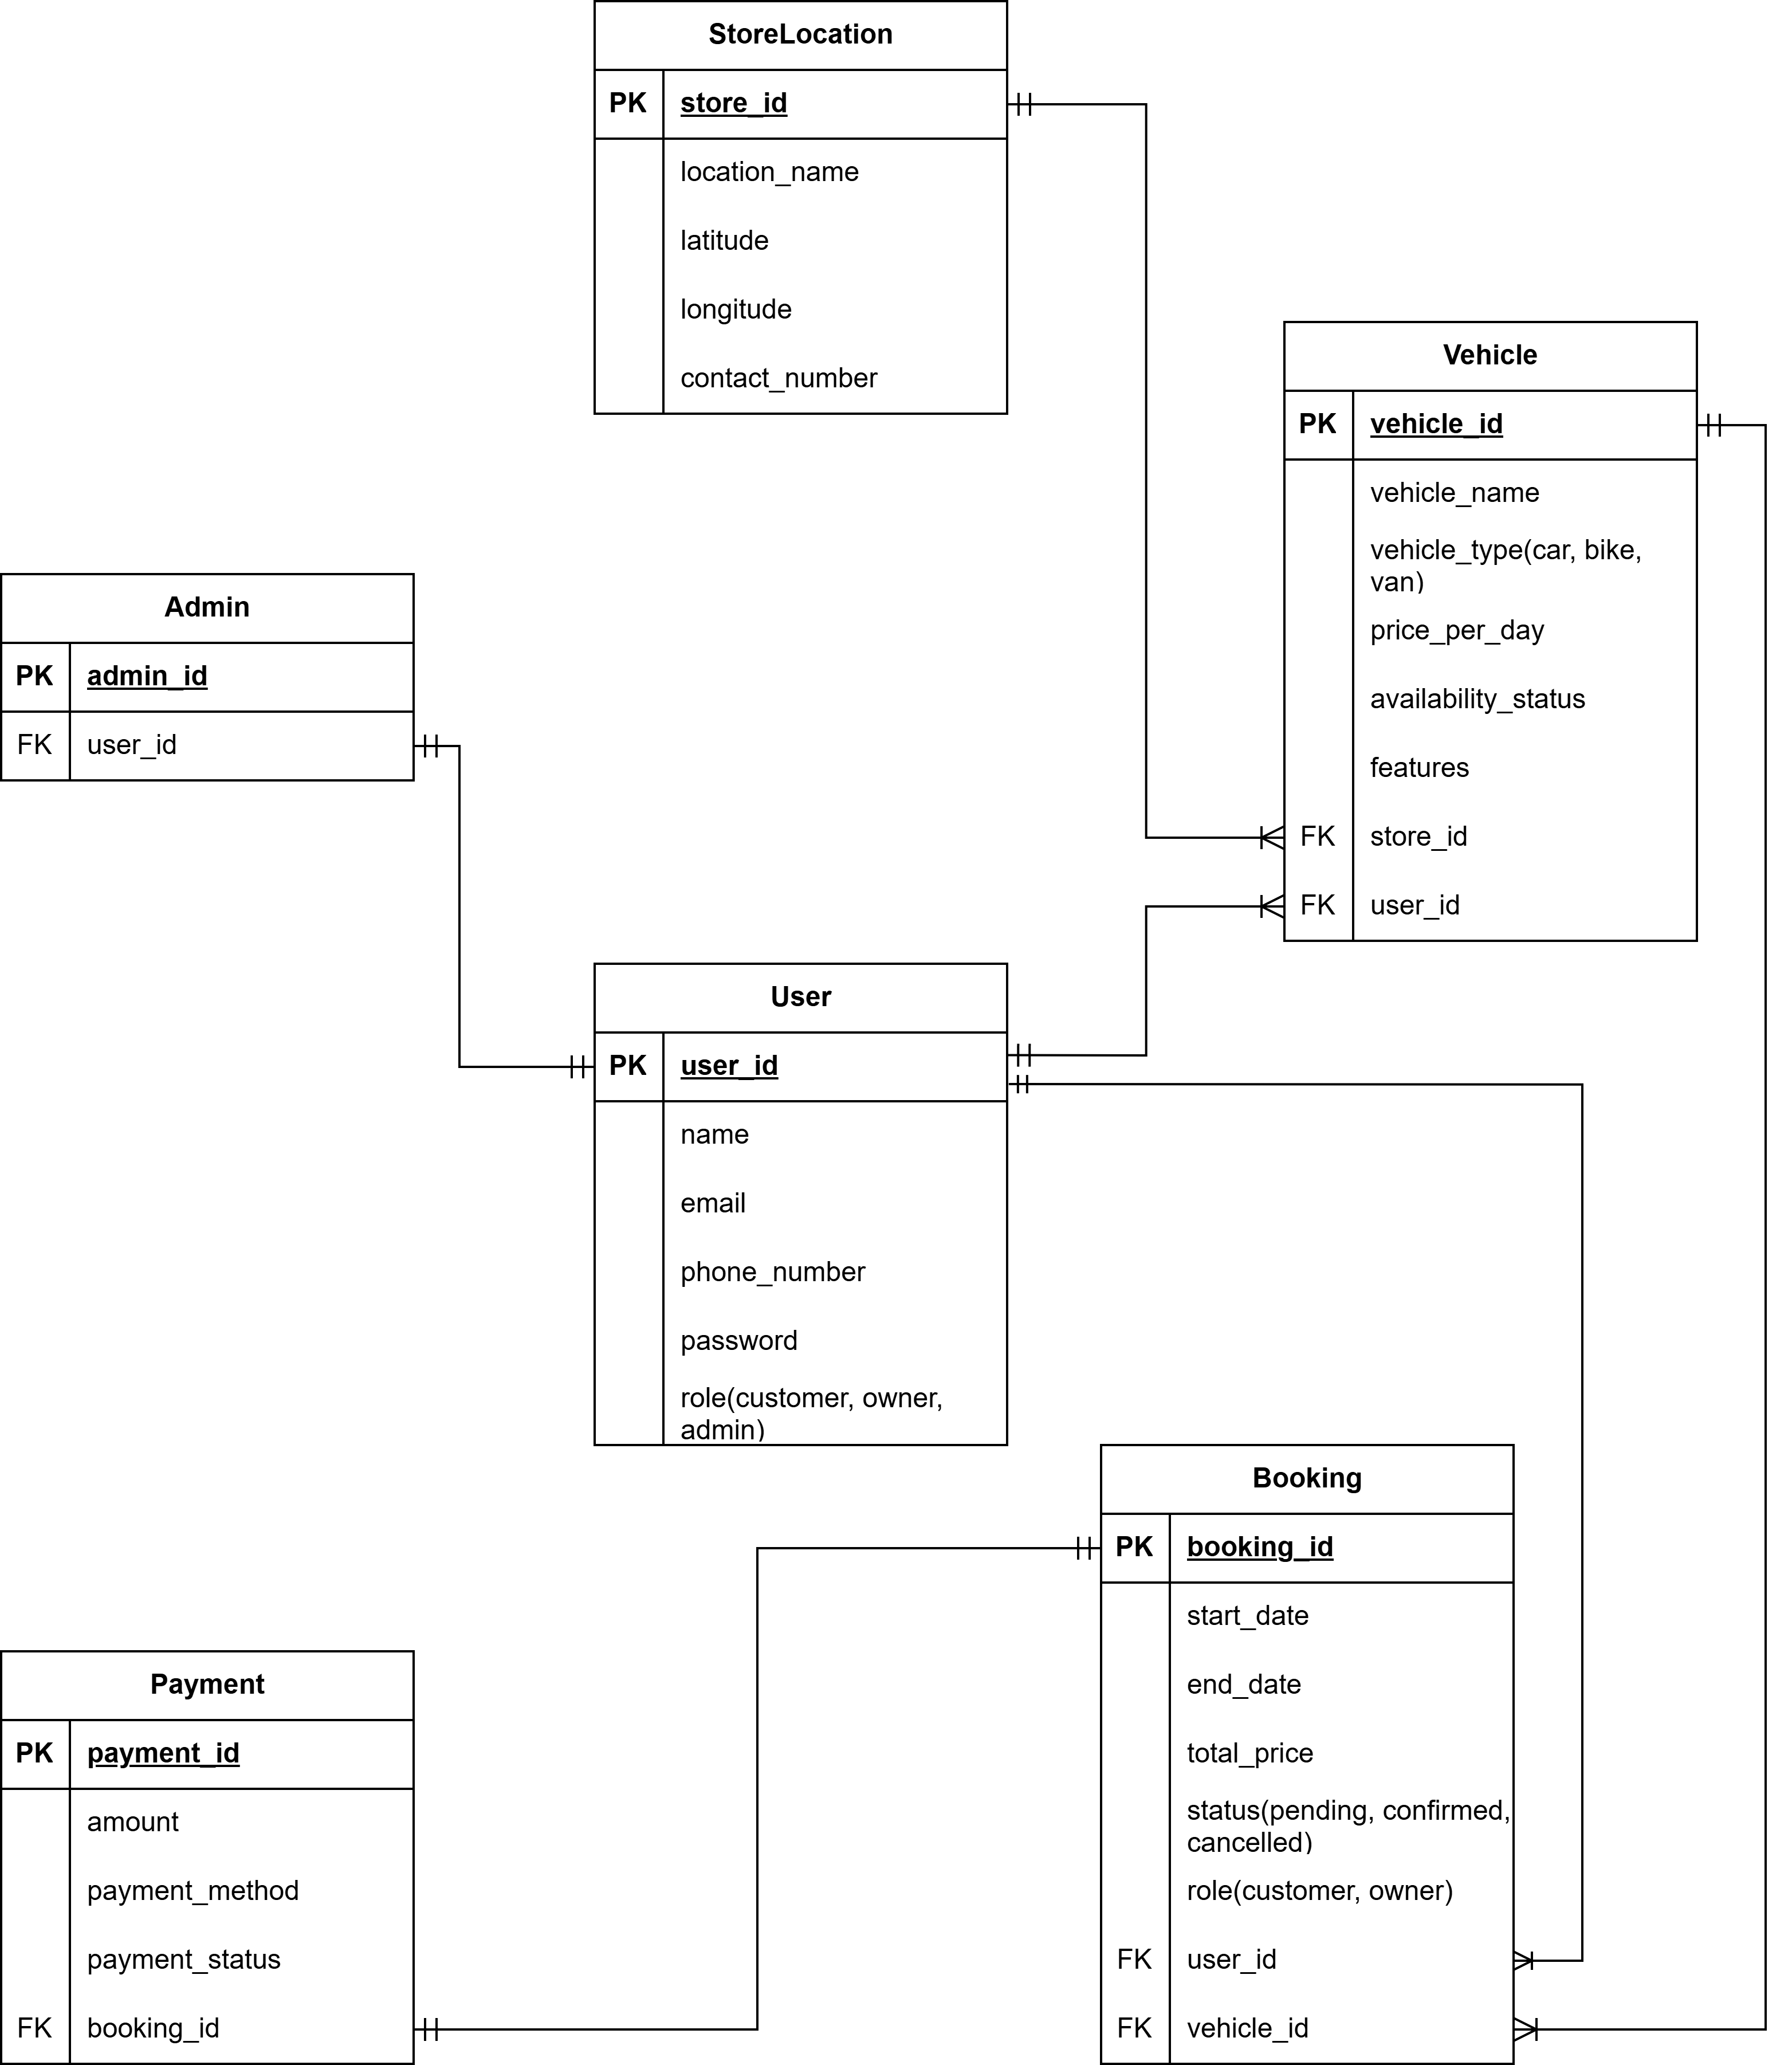 StoreLocation
PK store_id
location_name
latitude
longitude
contact_number
Vehicle
PK vehicle_id
vehicle_name
vehicle_type(car, bike,
van)
price_per_day
availability_status
features
FK store_id
FK user_id
Admin
PK admin_id
FK user_id
User
PK user_id
name
email
phone_number
password
role(customer, owner,
admin)
Booking
PK booking_id
start_date
end_date
total_price
status(pending, confirmed,
cancelled)
role(customer, owner)
FK user_id
FK vehicle_id
Payment
PK payment_id
amount
payment_method
payment_status
FK booking_id